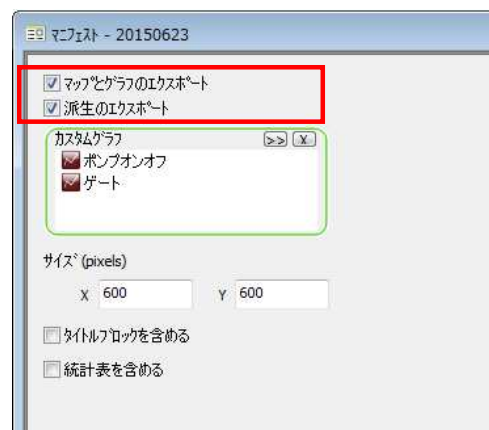 ﾏﾆﾌｪｽﾄ - 20150623
ﾏｯﾌﾟとｸﾞﾗﾌのｴｸｽﾎﾟｰﾄ
派生のｴｸｽﾎﾟｰﾄ
ｶｽﾀﾑｸﾞﾗﾌ >> X
ポンプオンオフ
ゲート
ｻｲｽﾞ (pixels)
X 600 Y 600
ﾀｲﾄﾙﾌﾞﾛｯｸを含める
統計表を含める